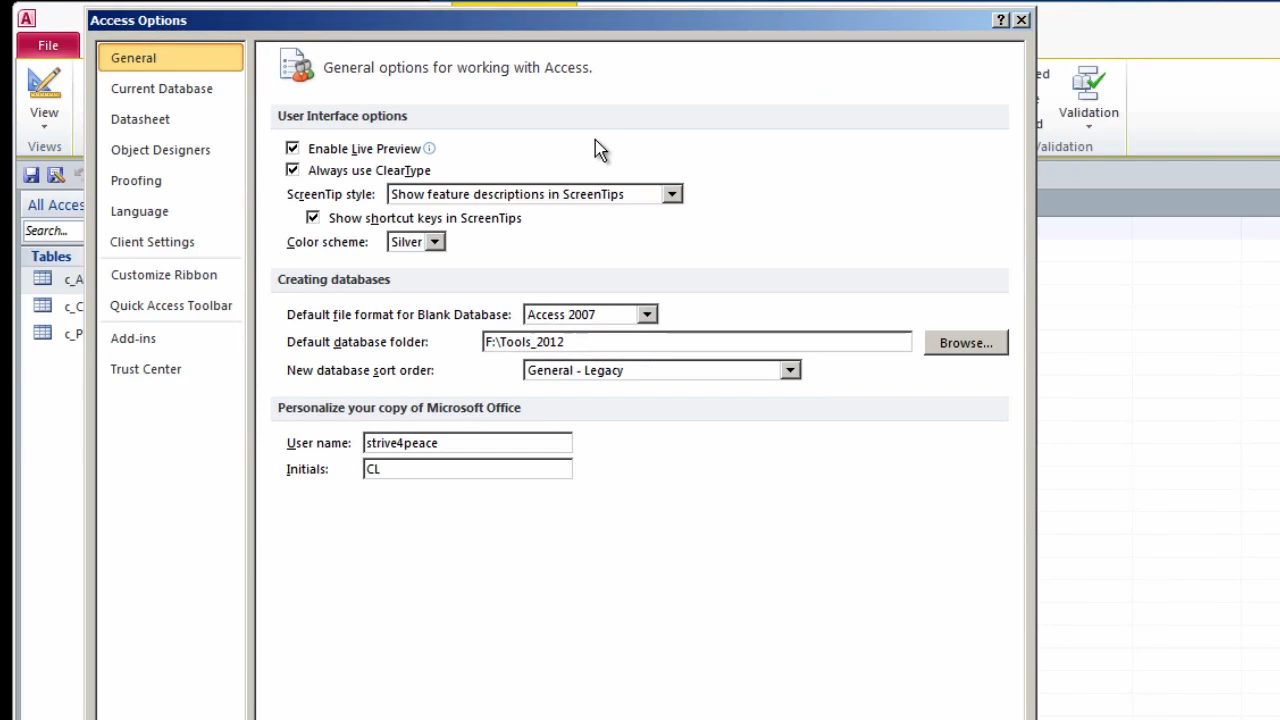 Access Options
File
View
Views
All Acces
Search...
Tables
c_A
c_C
c_P
General
Current Database
Datasheet
Object Designers
Proofing
Language
Client Settings
Customize Ribbon
Quick Access Toolbar
Add-ins
Trust Center
General options for working with Access.
User Interface options
Enable Live Preview
Always use ClearType
ScreenTip style: Show feature descriptions in ScreenTips
Show shortcut keys in ScreenTips
Color scheme: Silver
Creating databases
Default file format for Blank Database: Access 2007
Default database folder: F:\Tools_2012 Browse...
New database sort order: General - Legacy
Personalize your copy of Microsoft Office
User name: strive4peace
Initials: CL
ed
e
d
Validation
Validation